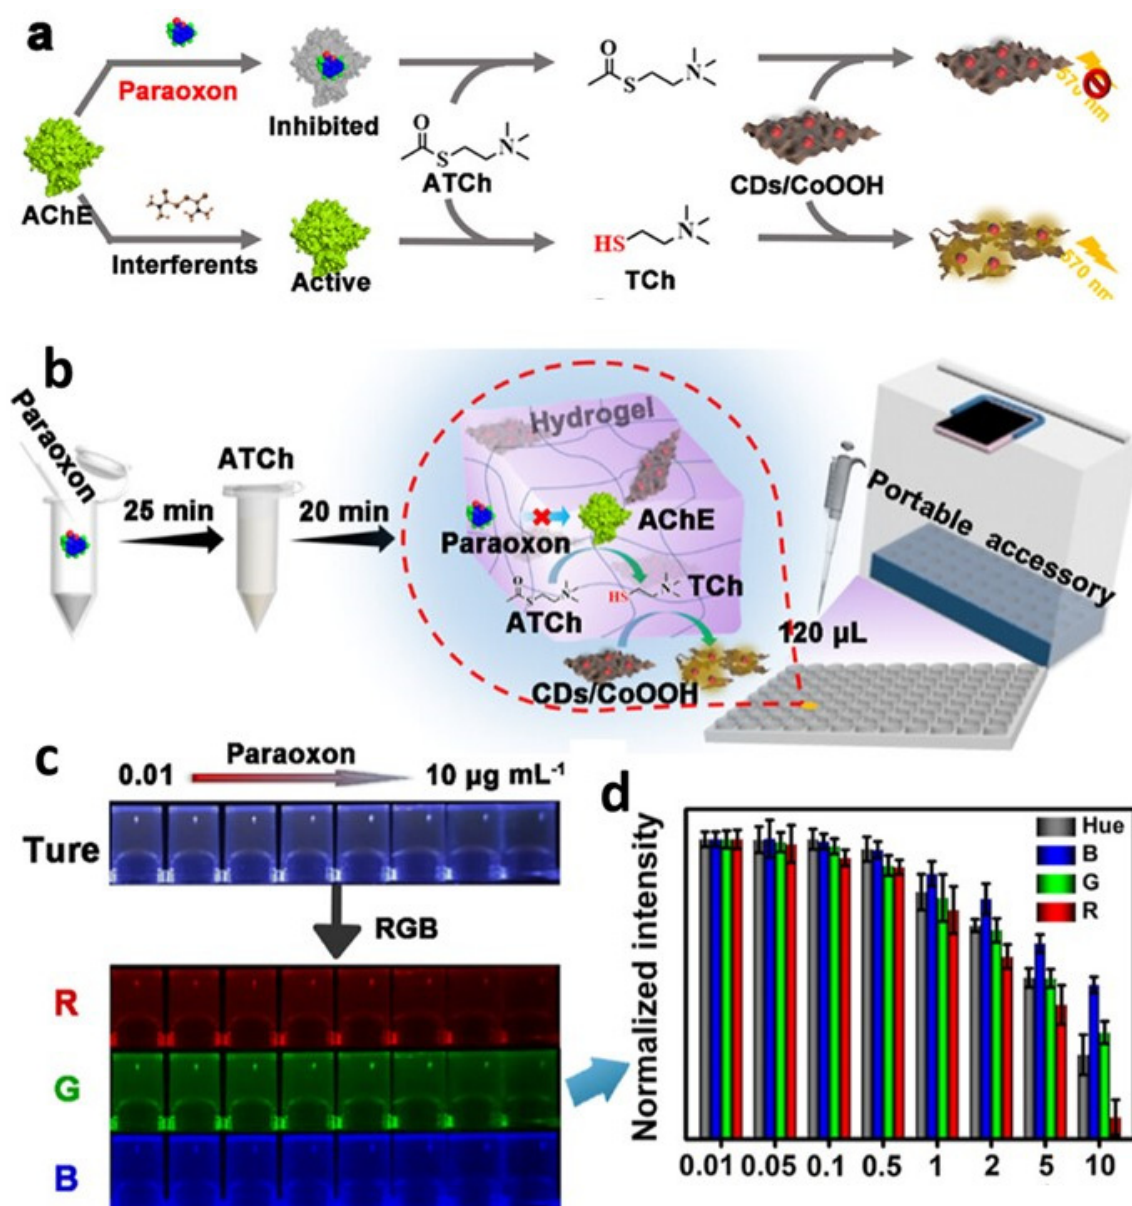 a
Paraoxon
Inhibited
O
S
N
570 nm
AChE
O
S
N
ATCh
CDs/CoOOH
Interferents
Active
HS
N
TCh
570 nm
b
Paraoxon
ATCh
25 min
20 min
Hydrogel
Paraoxon
AChE
O
S
N
ATCh
HS
N
TCh
CDs/CoOOH
Portable accessory
120 µL
c
Paraoxon
0.01
10 µg mL-1
Ture
RGB
R
G
B
d
Normalized intensity
Hue
B
G
R
0.01 0.05 0.1 0.5 1 2 5 10